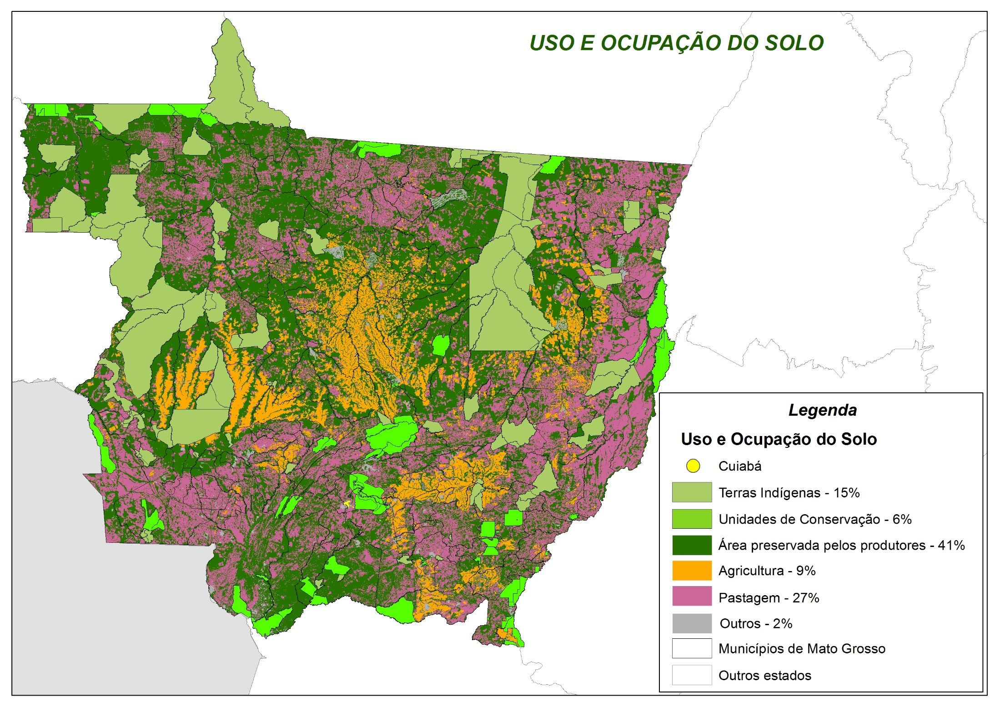 USO E OCUPAÇÃO DO SOLO
Legenda
Uso e Ocupação do Solo
Cuiabá
Terras Indígenas - 15%
Unidades de Conservação - 6%
Área preservada pelos produtores - 41%
Agricultura - 9%
Pastagem - 27%
Outros - 2%
Municípios de Mato Grosso
Outros estados